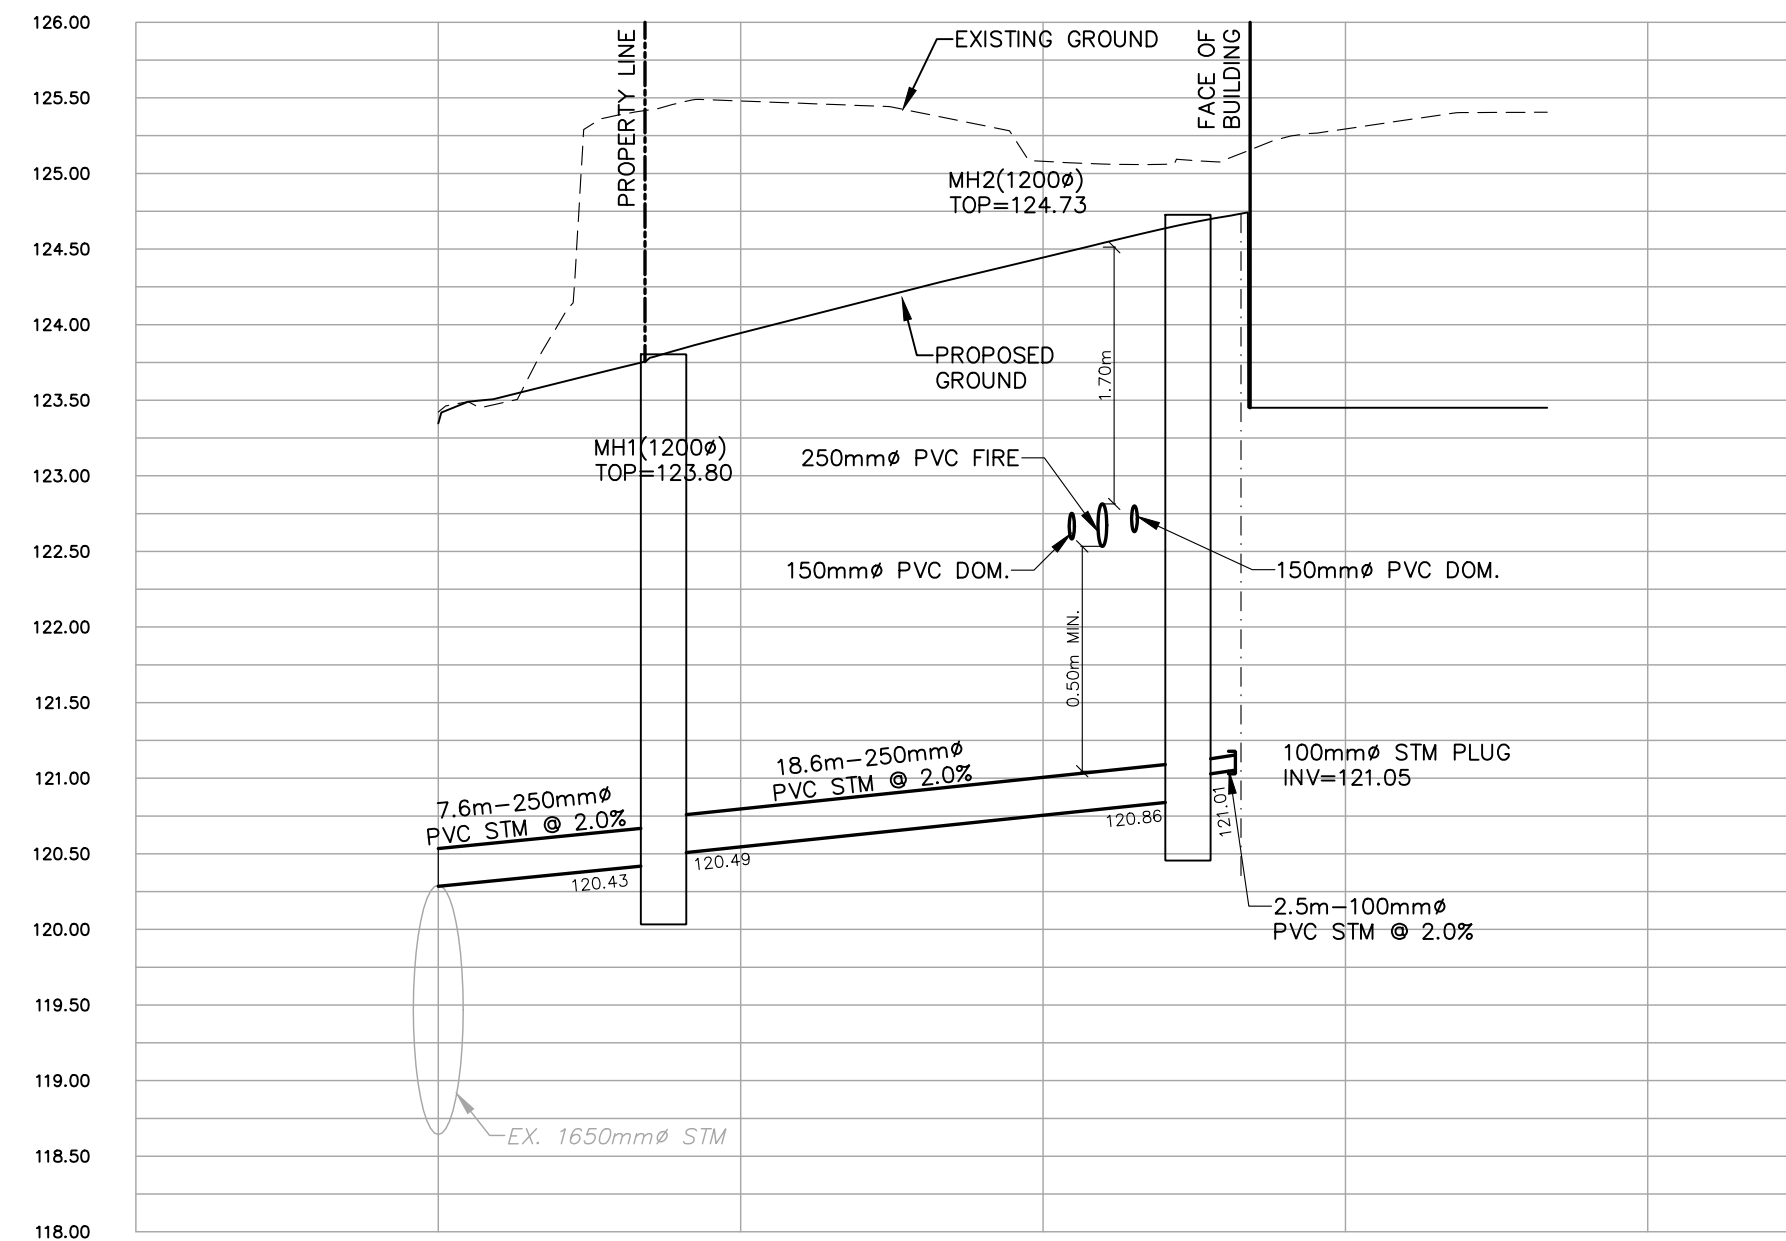 126.00
125.50
125.00
124.50
124.00
123.50
123.00
122.50
122.00
121.50
121.00
120.50
120.00
119.50
119.00
118.50
118.00
PROPERTY LINE
EXISTING GROUND
FACE OF
BUILDING
MH2(1200ø)
TOP=124.73
PROPOSED
GROUND
1.70m
MH1(1200ø)
TOP=123.80
250mmø PVC FIRE
150mmø PVC DOM.
150mmø PVC DOM.
0.50m MIN.
18.6m-250mmø
PVC STM @ 2.0%
7.6m-250mmø
PVC STM @ 2.0%
100mmø STM PLUG
INV=121.05
120.86
121.01
120.49
120.43
2.5m-100mmø
PVC STM @ 2.0%
EX. 1650mmø STM